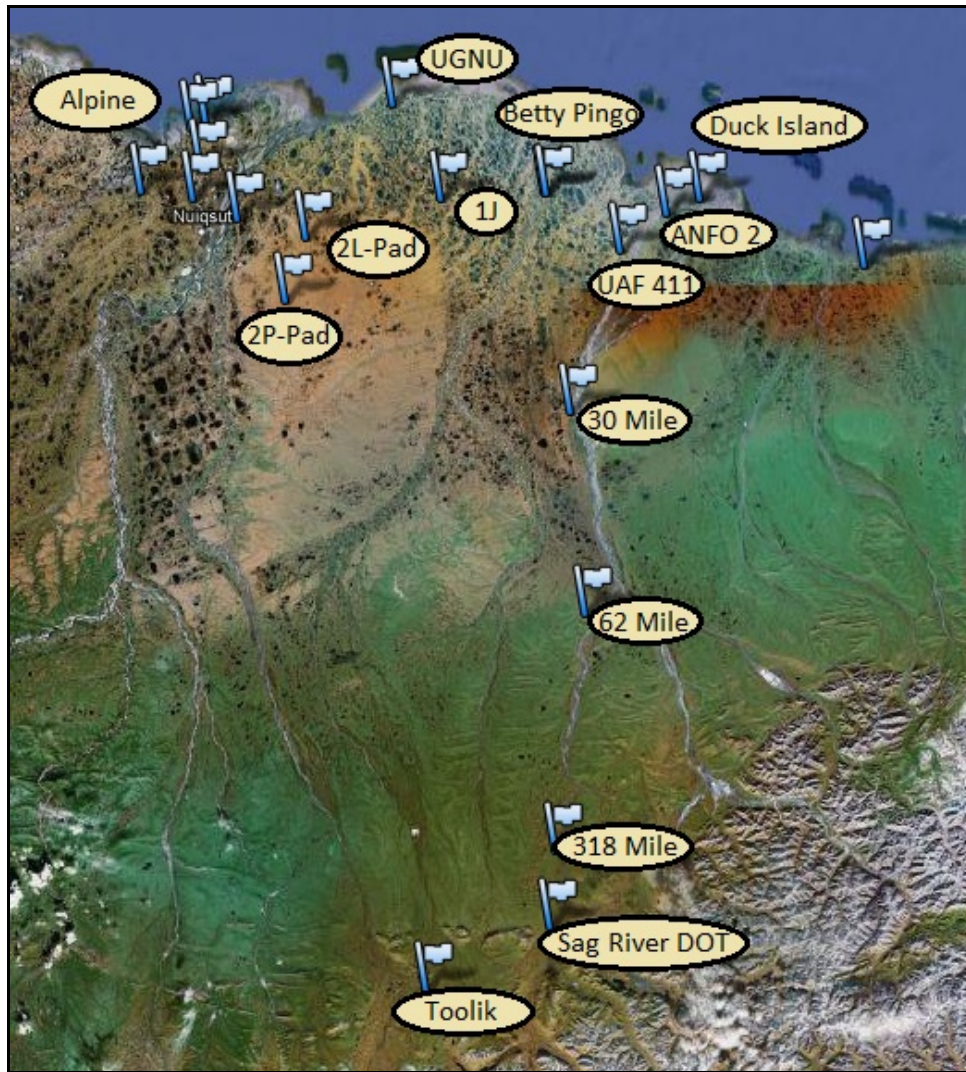 UGNU
Alpine
Betty Pingo
Duck Island
Nuiqsut
1J
2L-Pad
ANFO 2
UAF 411
2P-Pad
30 Mile
62 Mile
318 Mile
Sag River DOT
Toolik